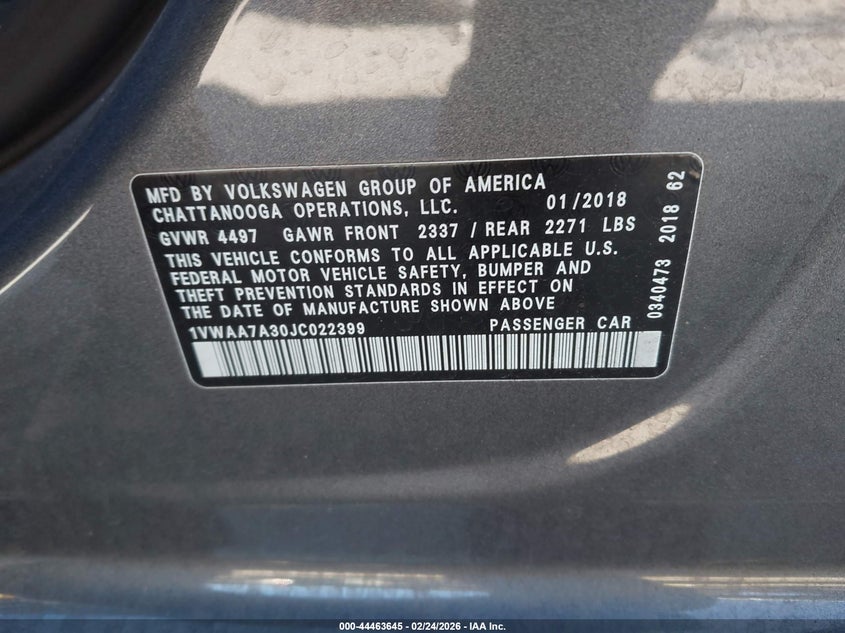 MFD BY VOLKSWAGEN GROUP OF AMERICA
CHATTANOOGA OPERATIONS, LLC. 01/2018
GVWR 4497 GAWR FRONT 2337 / REAR 2271 LBS
THIS VEHICLE CONFORMS TO ALL APPLICABLE U.S.
FEDERAL MOTOR VEHICLE SAFETY, BUMPER AND
THEFT PREVENTION STANDARDS IN EFFECT ON
THE DATE OF MANUFACTURE SHOWN ABOVE
1VWAA7A30JC022399 PASSENGER CAR
0340473 2018 62
000-44463645 - 02/24/2026 - IAA Inc.